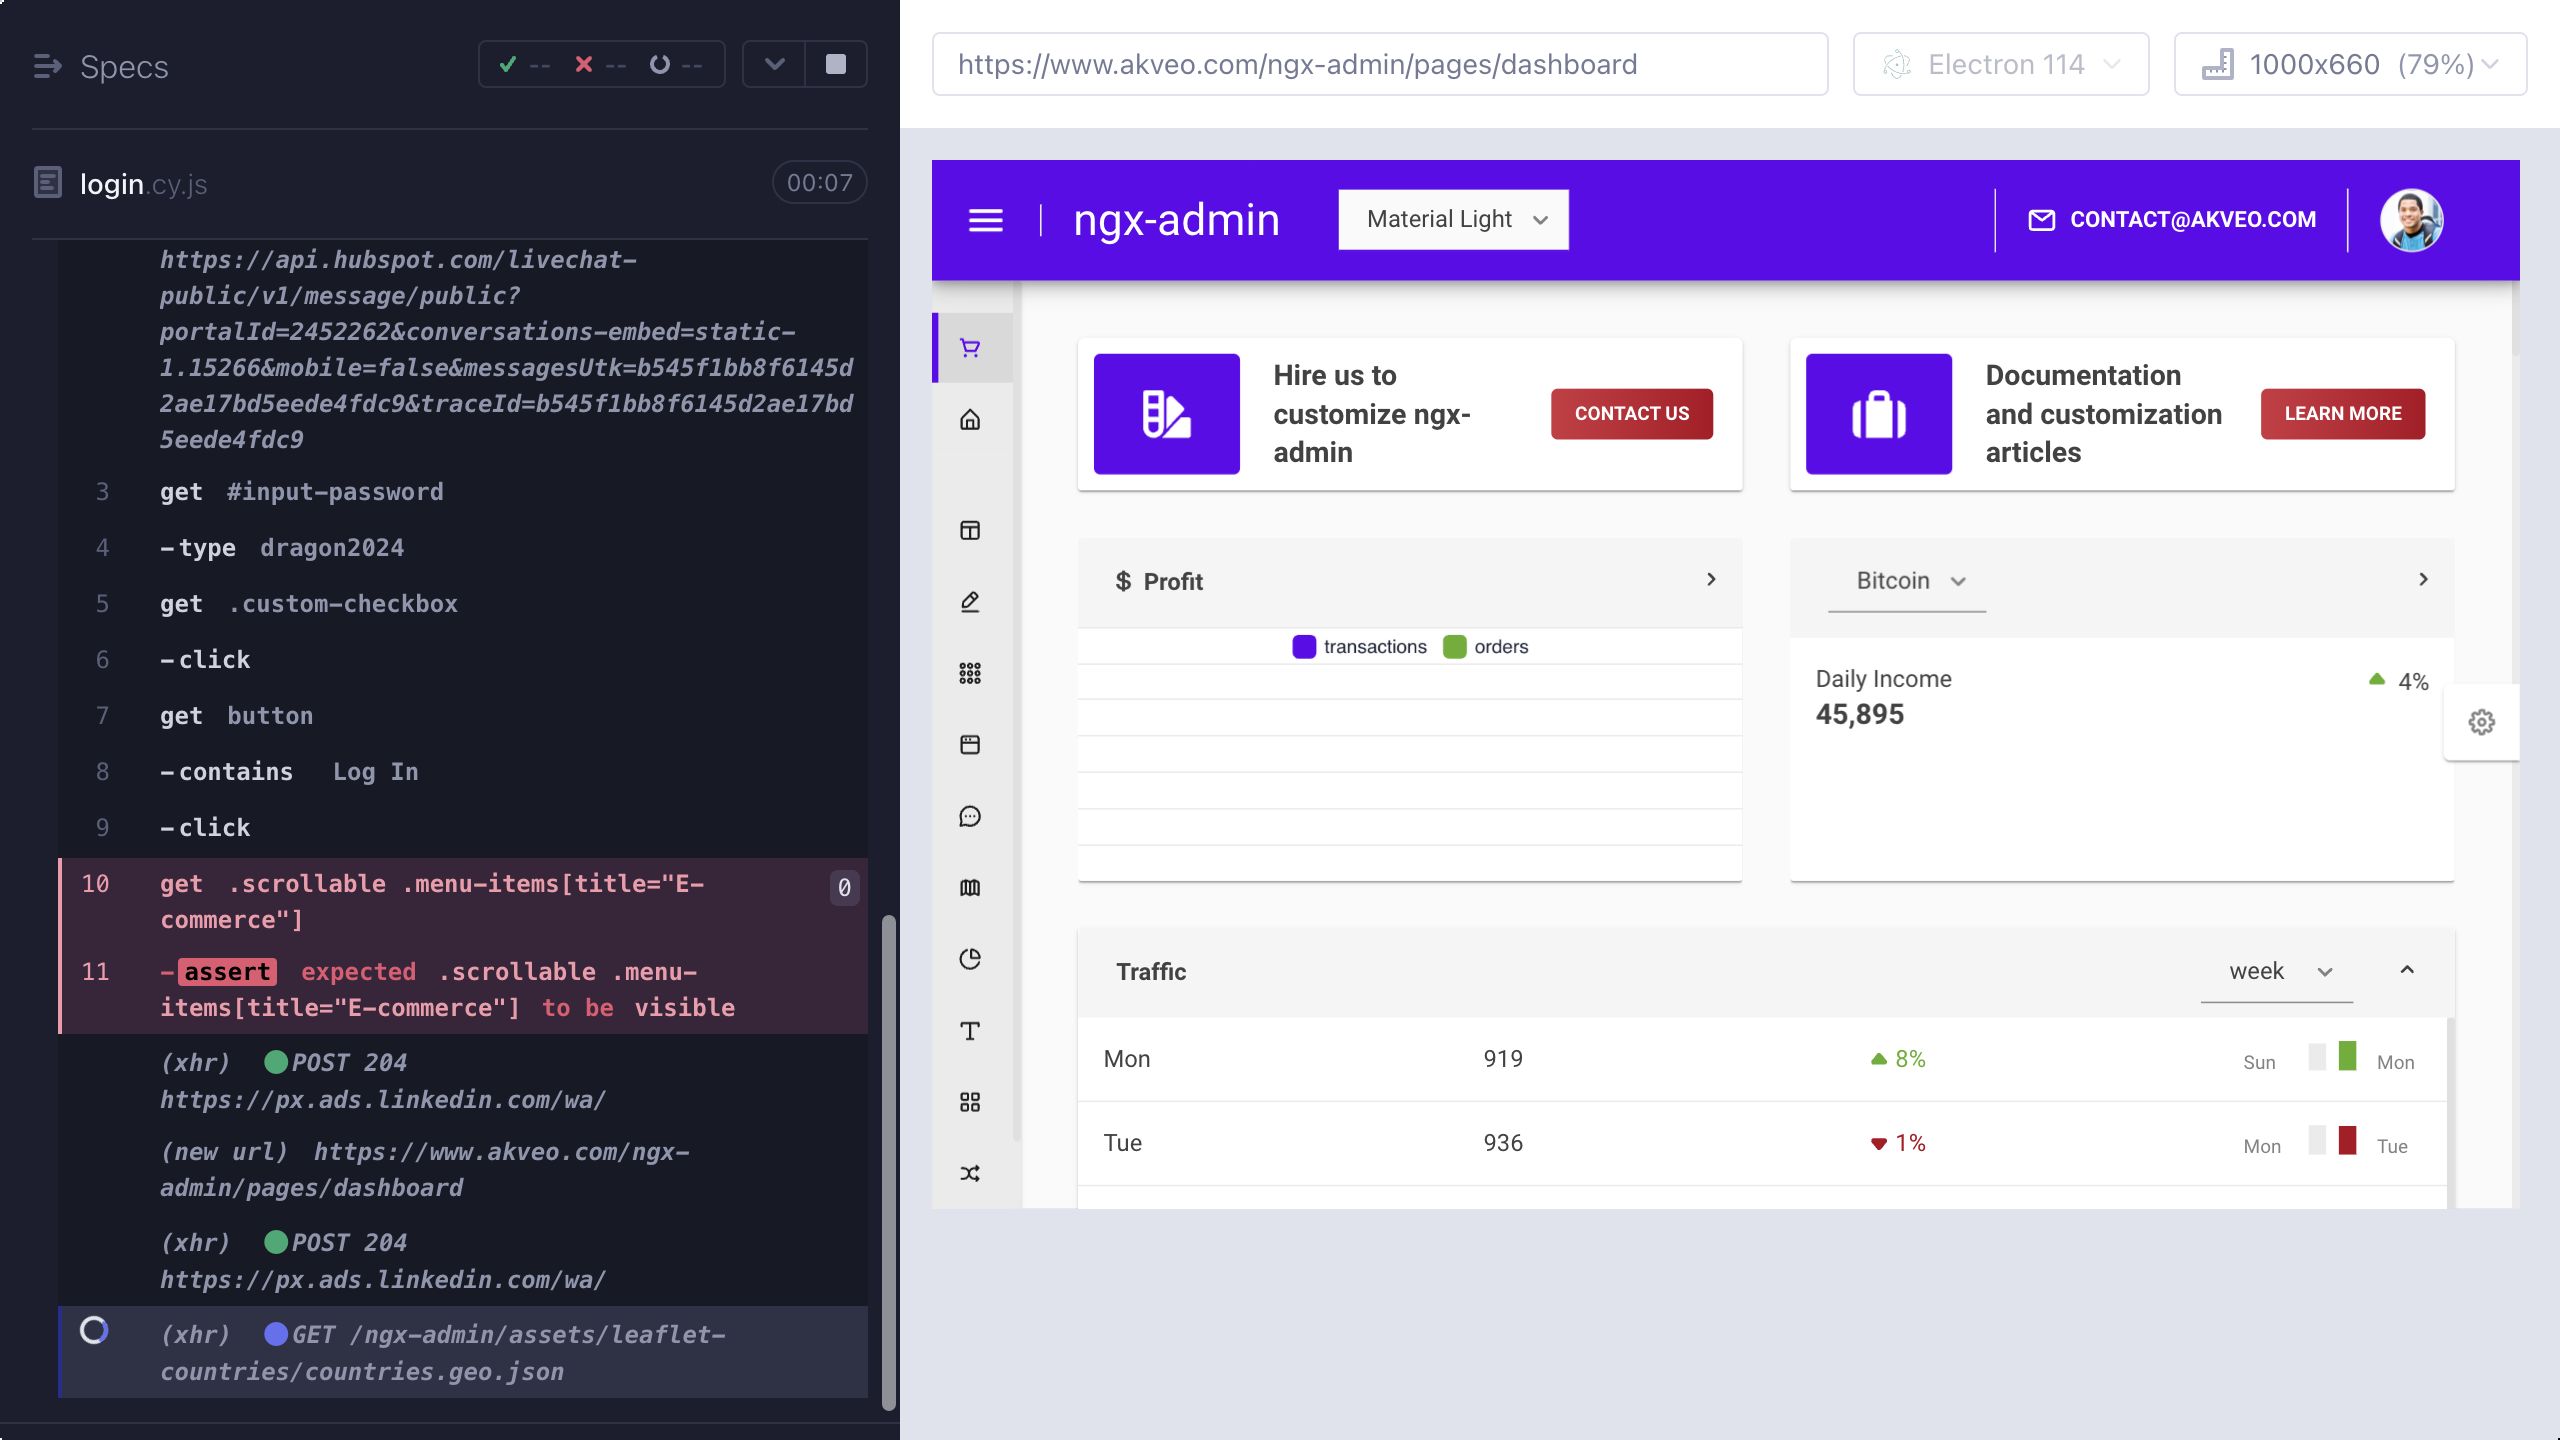 Specs
-- -- --
login.cy.js
00:07
https://api.hubspot.com/livechat-
public/v1/message/public?
portalId=2452262&conversations-embed=static-
1.15266&mobile=false&messagesUtk=b545f1bb8f6145d
2ae17bd5eede4fdc9&traceId=b545f1bb8f6145d2ae17bd
5eede4fdc9
3 get #input-password
4 -type dragon2024
5 get .custom-checkbox
6 -click
7 get button
8 -contains Log In
9 -click
10 get .scrollable .menu-items[title="E-
commerce"]
0
11 -assert expected .scrollable .menu-
items[title="E-commerce"] to be visible
(xhr) POST 204
https://px.ads.linkedin.com/wa/
(new url) https://www.akveo.com/ngx-
admin/pages/dashboard
(xhr) POST 204
https://px.ads.linkedin.com/wa/
(xhr) GET /ngx-admin/assets/leaflet-
countries/countries.geo.json
https://www.akveo.com/ngx-admin/pages/dashboard
Electron 114
1000x660 (79%)
ngx-admin
Material Light
CONTACT@AKVEO.COM
Hire us to
customize ngx-
admin
CONTACT US
Documentation
and customization
articles
LEARN MORE
$ Profit
transactions orders
Bitcoin
Daily Income
45,895
4%
Traffic
week
Mon 919 8% Sun Mon
Tue 936 1% Mon Tue